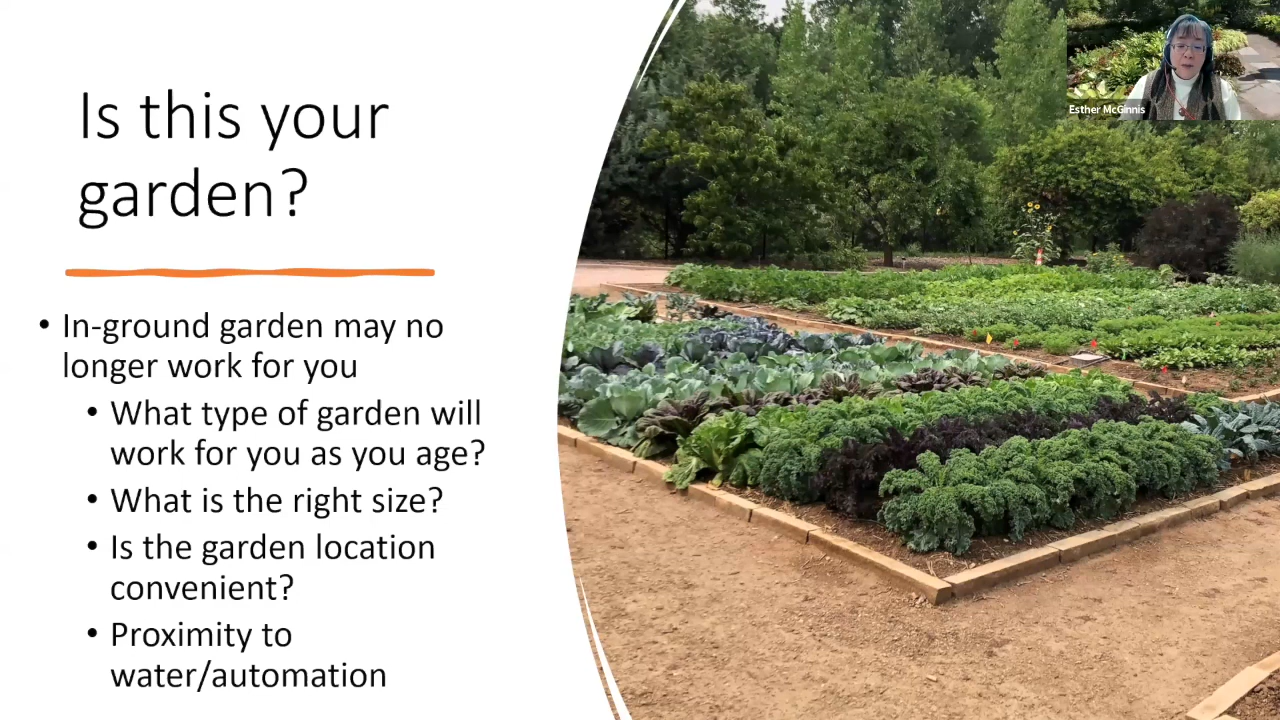 Is this your
garden?
• In-ground garden may no
longer work for you
• What type of garden will
work for you as you age?
• What is the right size?
• Is the garden location
convenient?
• Proximity to
water/automation
Esther McGinnis